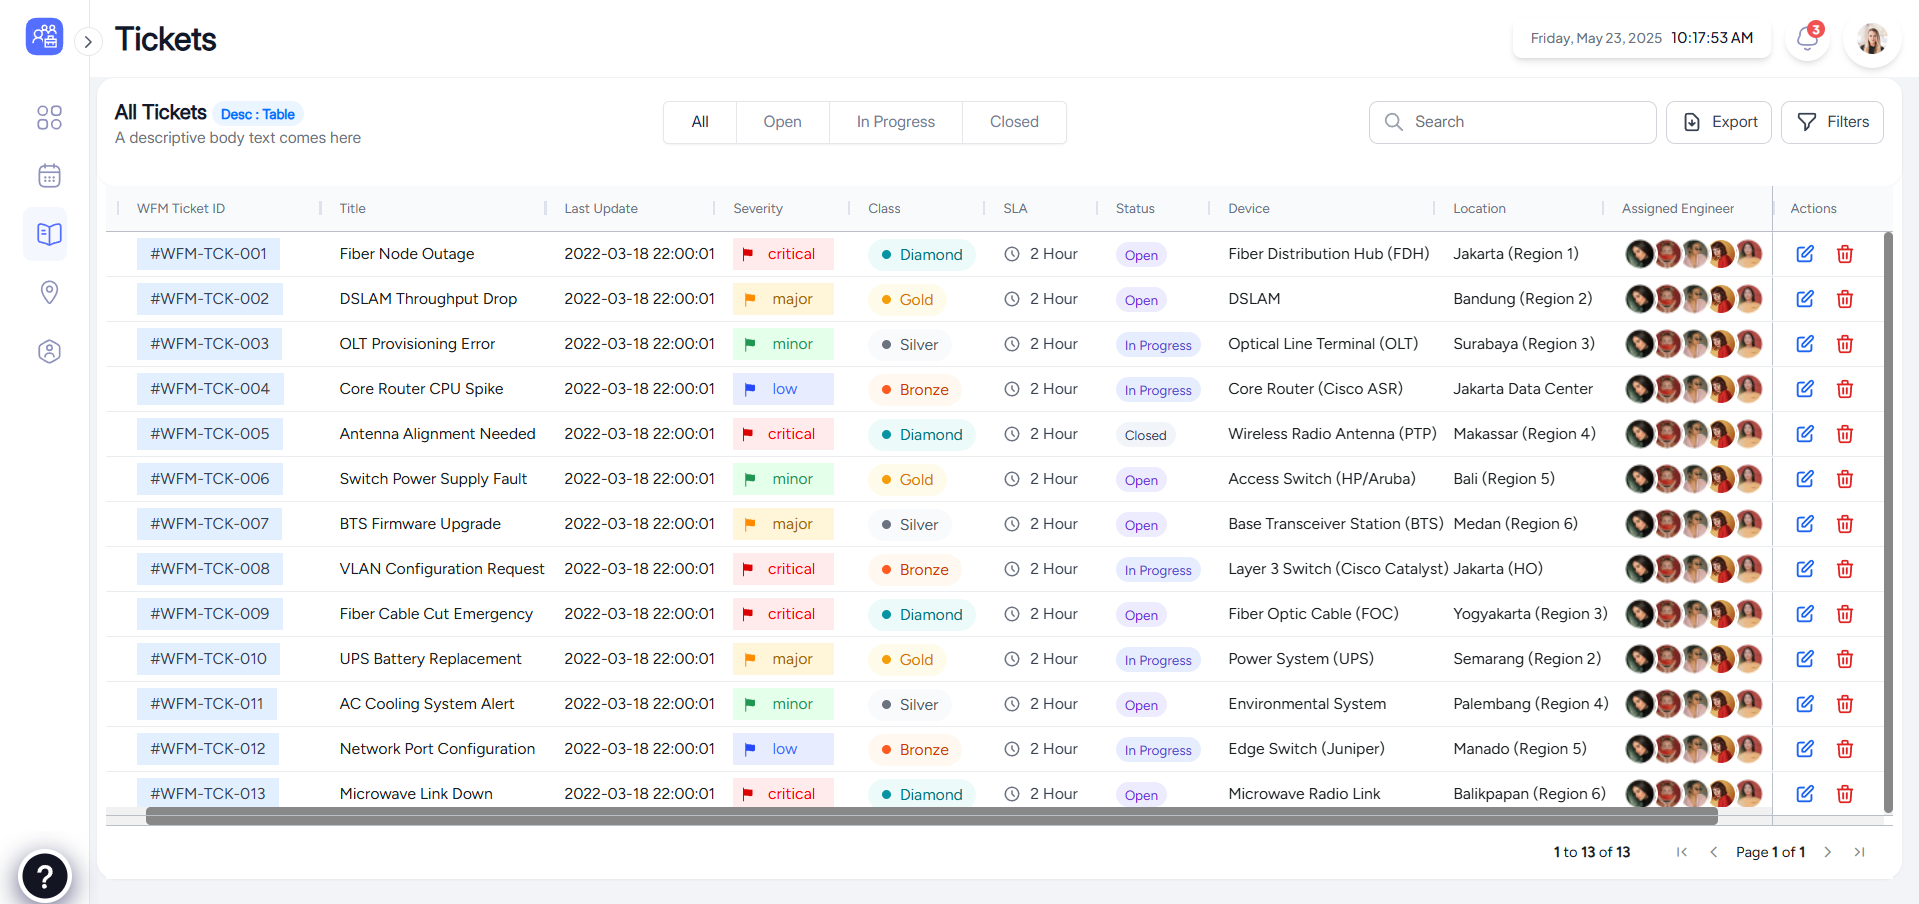 Tickets
Friday, May 23, 2025 10:17:53 AM
3
All Tickets Desc : Table
A descriptive body text comes here
All Open In Progress Closed
Search
Export
Filters
WFM Ticket ID Title Last Update Severity Class SLA Status Device Location Assigned Engineer Actions
#WFM-TCK-001 Fiber Node Outage 2022-03-18 22:00:01 critical Diamond 2 Hour Open Fiber Distribution Hub (FDH) Jakarta (Region 1)
#WFM-TCK-002 DSLAM Throughput Drop 2022-03-18 22:00:01 major Gold 2 Hour Open DSLAM Bandung (Region 2)
#WFM-TCK-003 OLT Provisioning Error 2022-03-18 22:00:01 minor Silver 2 Hour In Progress Optical Line Terminal (OLT) Surabaya (Region 3)
#WFM-TCK-004 Core Router CPU Spike 2022-03-18 22:00:01 low Bronze 2 Hour In Progress Core Router (Cisco ASR) Jakarta Data Center
#WFM-TCK-005 Antenna Alignment Needed 2022-03-18 22:00:01 critical Diamond 2 Hour Closed Wireless Radio Antenna (PTP) Makassar (Region 4)
#WFM-TCK-006 Switch Power Supply Fault 2022-03-18 22:00:01 minor Gold 2 Hour Open Access Switch (HP/Aruba) Bali (Region 5)
#WFM-TCK-007 BTS Firmware Upgrade 2022-03-18 22:00:01 major Silver 2 Hour Open Base Transceiver Station (BTS) Medan (Region 6)
#WFM-TCK-008 VLAN Configuration Request 2022-03-18 22:00:01 critical Bronze 2 Hour In Progress Layer 3 Switch (Cisco Catalyst) Jakarta (HO)
#WFM-TCK-009 Fiber Cable Cut Emergency 2022-03-18 22:00:01 critical Diamond 2 Hour Open Fiber Optic Cable (FOC) Yogyakarta (Region 3)
#WFM-TCK-010 UPS Battery Replacement 2022-03-18 22:00:01 major Gold 2 Hour In Progress Power System (UPS) Semarang (Region 2)
#WFM-TCK-011 AC Cooling System Alert 2022-03-18 22:00:01 minor Silver 2 Hour Open Environmental System Palembang (Region 4)
#WFM-TCK-012 Network Port Configuration 2022-03-18 22:00:01 low Bronze 2 Hour In Progress Edge Switch (Juniper) Manado (Region 5)
#WFM-TCK-013 Microwave Link Down 2022-03-18 22:00:01 critical Diamond 2 Hour Open Microwave Radio Link Balikpapan (Region 6)
1 to 13 of 13 Page 1 of 1
?